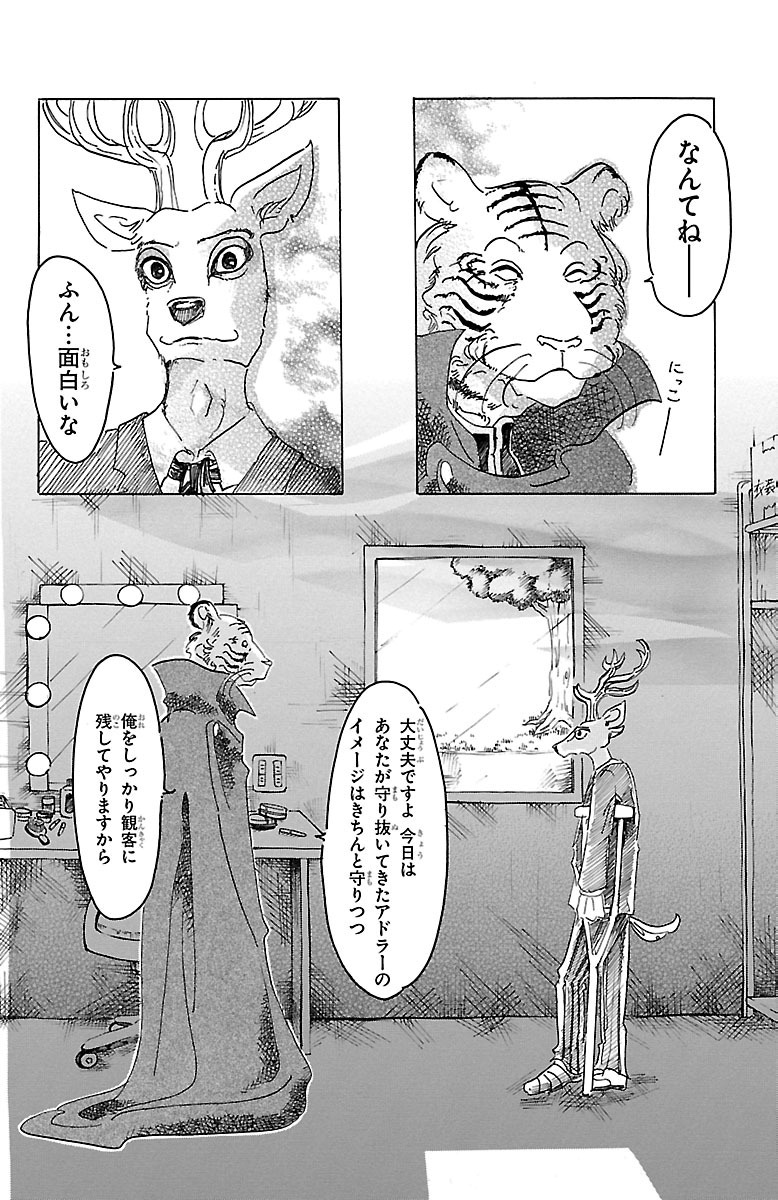 なんてね――
にっこ
ふん…面白いな
大丈夫ですよ 今日は
あなたが守り抜いてきたアドラーの
イメージはきちんと守りつつ
俺をしっかり観客に
残してやりますから